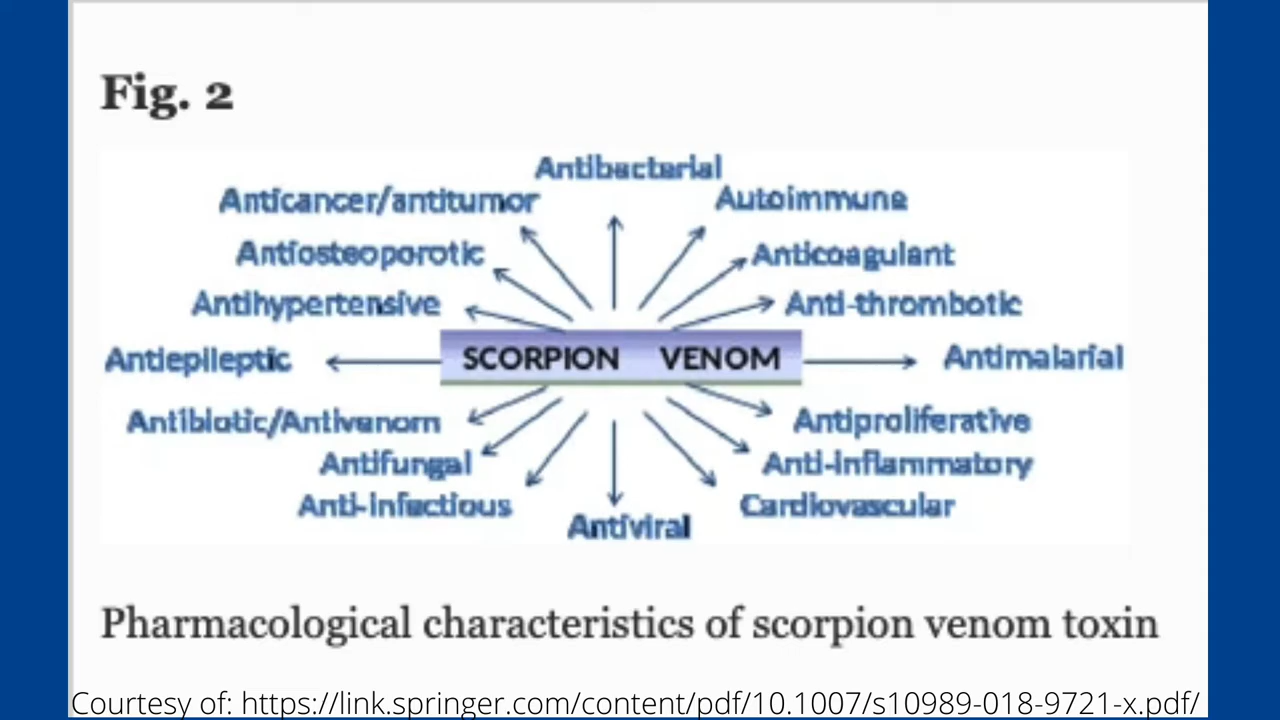 Fig. 2
Antibacterial
Anticancer/antitumor
Autoimmune
Antiosteoporotic
Anticoagulant
Antihypertensive
Anti-thrombotic
Antiepileptic
SCORPION VENOM
Antimalarial
Antibiotic/Antivenom
Antiproliferative
Antifungal
Anti-inflammatory
Anti-infectious
Cardiovascular
Antiviral
Pharmacological characteristics of scorpion venom toxin
Courtesy of: https://link.springer.com/content/pdf/10.1007/s10989-018-9721-x.pdf/